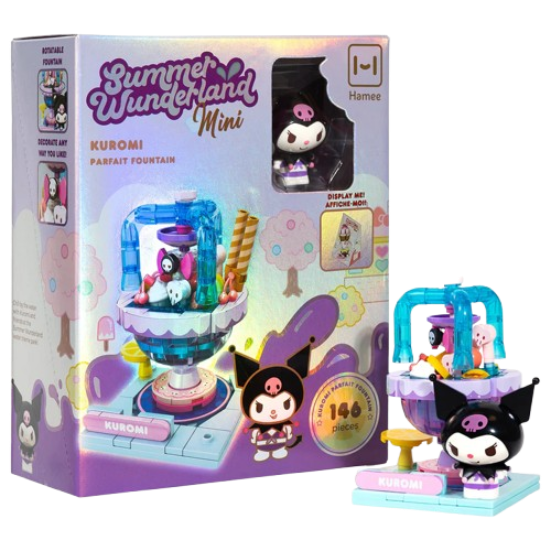 ROTATABLE
FOUNTAIN
DECORATE ANY
WAY YOU LIKE!
Summer
Wunderland
Mini
KUROMI
PARFAIT FOUNTAIN
Hamee
DISPLAY ME!
AFFICHE-MOI!
KUROMI
KUROMI PARFAIT FOUNTAIN
146
pieces
KUROMI